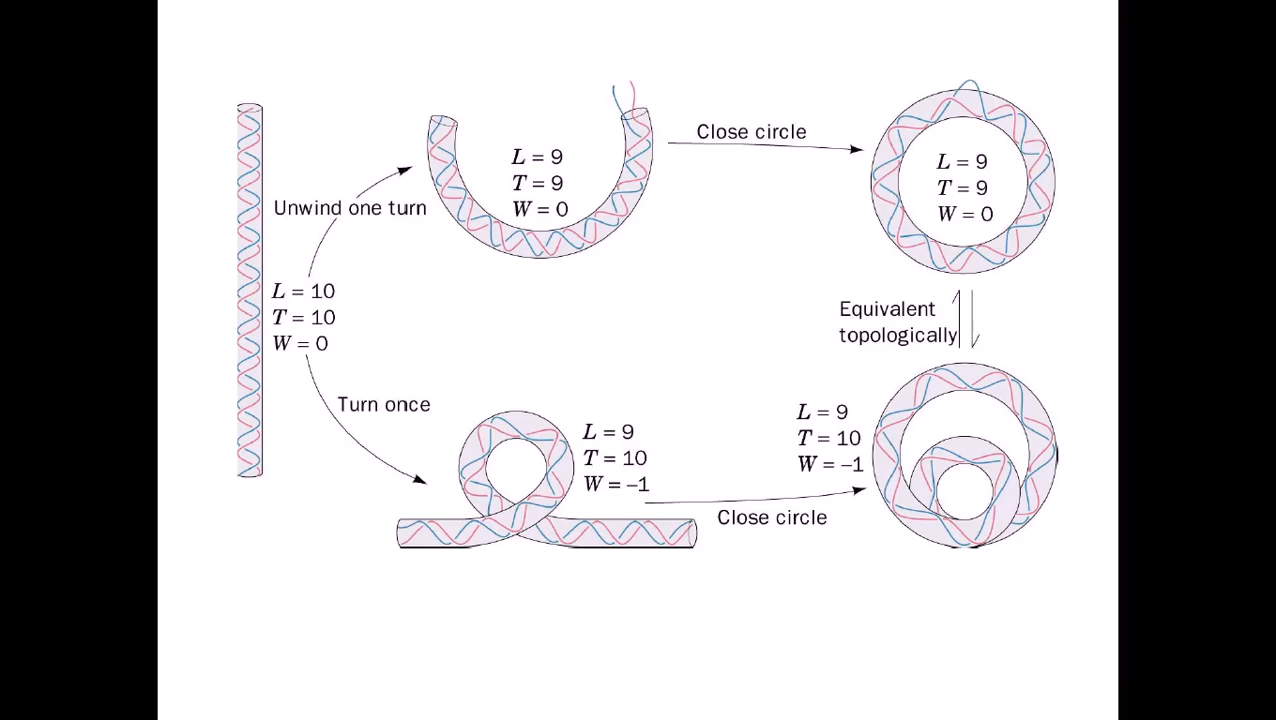 L = 9
T = 9
W = 0
Close circle
L = 9
T = 9
W = 0
Unwind one turn
L = 10
T = 10
W = 0
Equivalent
topologically
Turn once
L = 9
T = 10
W = –1
L = 9
T = 10
W = –1
Close circle